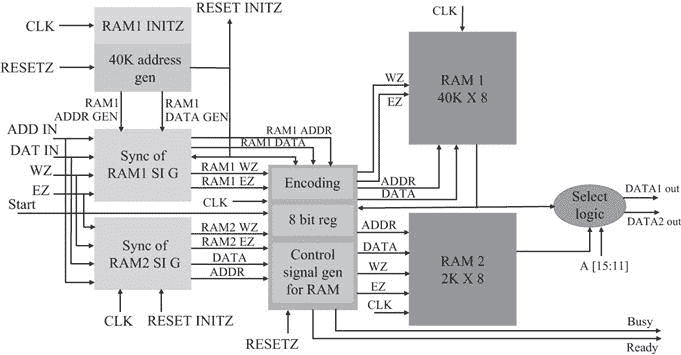 RESET INITZ
CLK
RAM1 INITZ
CLK
RESETZ
40K address
gen
RAM 1
40K X 8
WZ
EZ
RAM1
ADDR GEN
RAM1
DATA GEN
ADD IN
DAT IN
WZ
EZ
Start
Sync of
RAM1 SI G
RAM1 ADDR
RAM1 DATA
RAM1 WZ
RAM1 EZ
CLK
Encoding
8 bit reg
Control
signal gen
for RAM
ADDR
DATA
Select
logic
DATA1 out
DATA2 out
A [15:11]
Sync of
RAM2 SI G
RAM2 WZ
RAM2 EZ
DATA
ADDR
ADDR
DATA
WZ
EZ
CLK
RAM 2
2K X 8
CLK
RESET INITZ
RESETZ
Busy
Ready